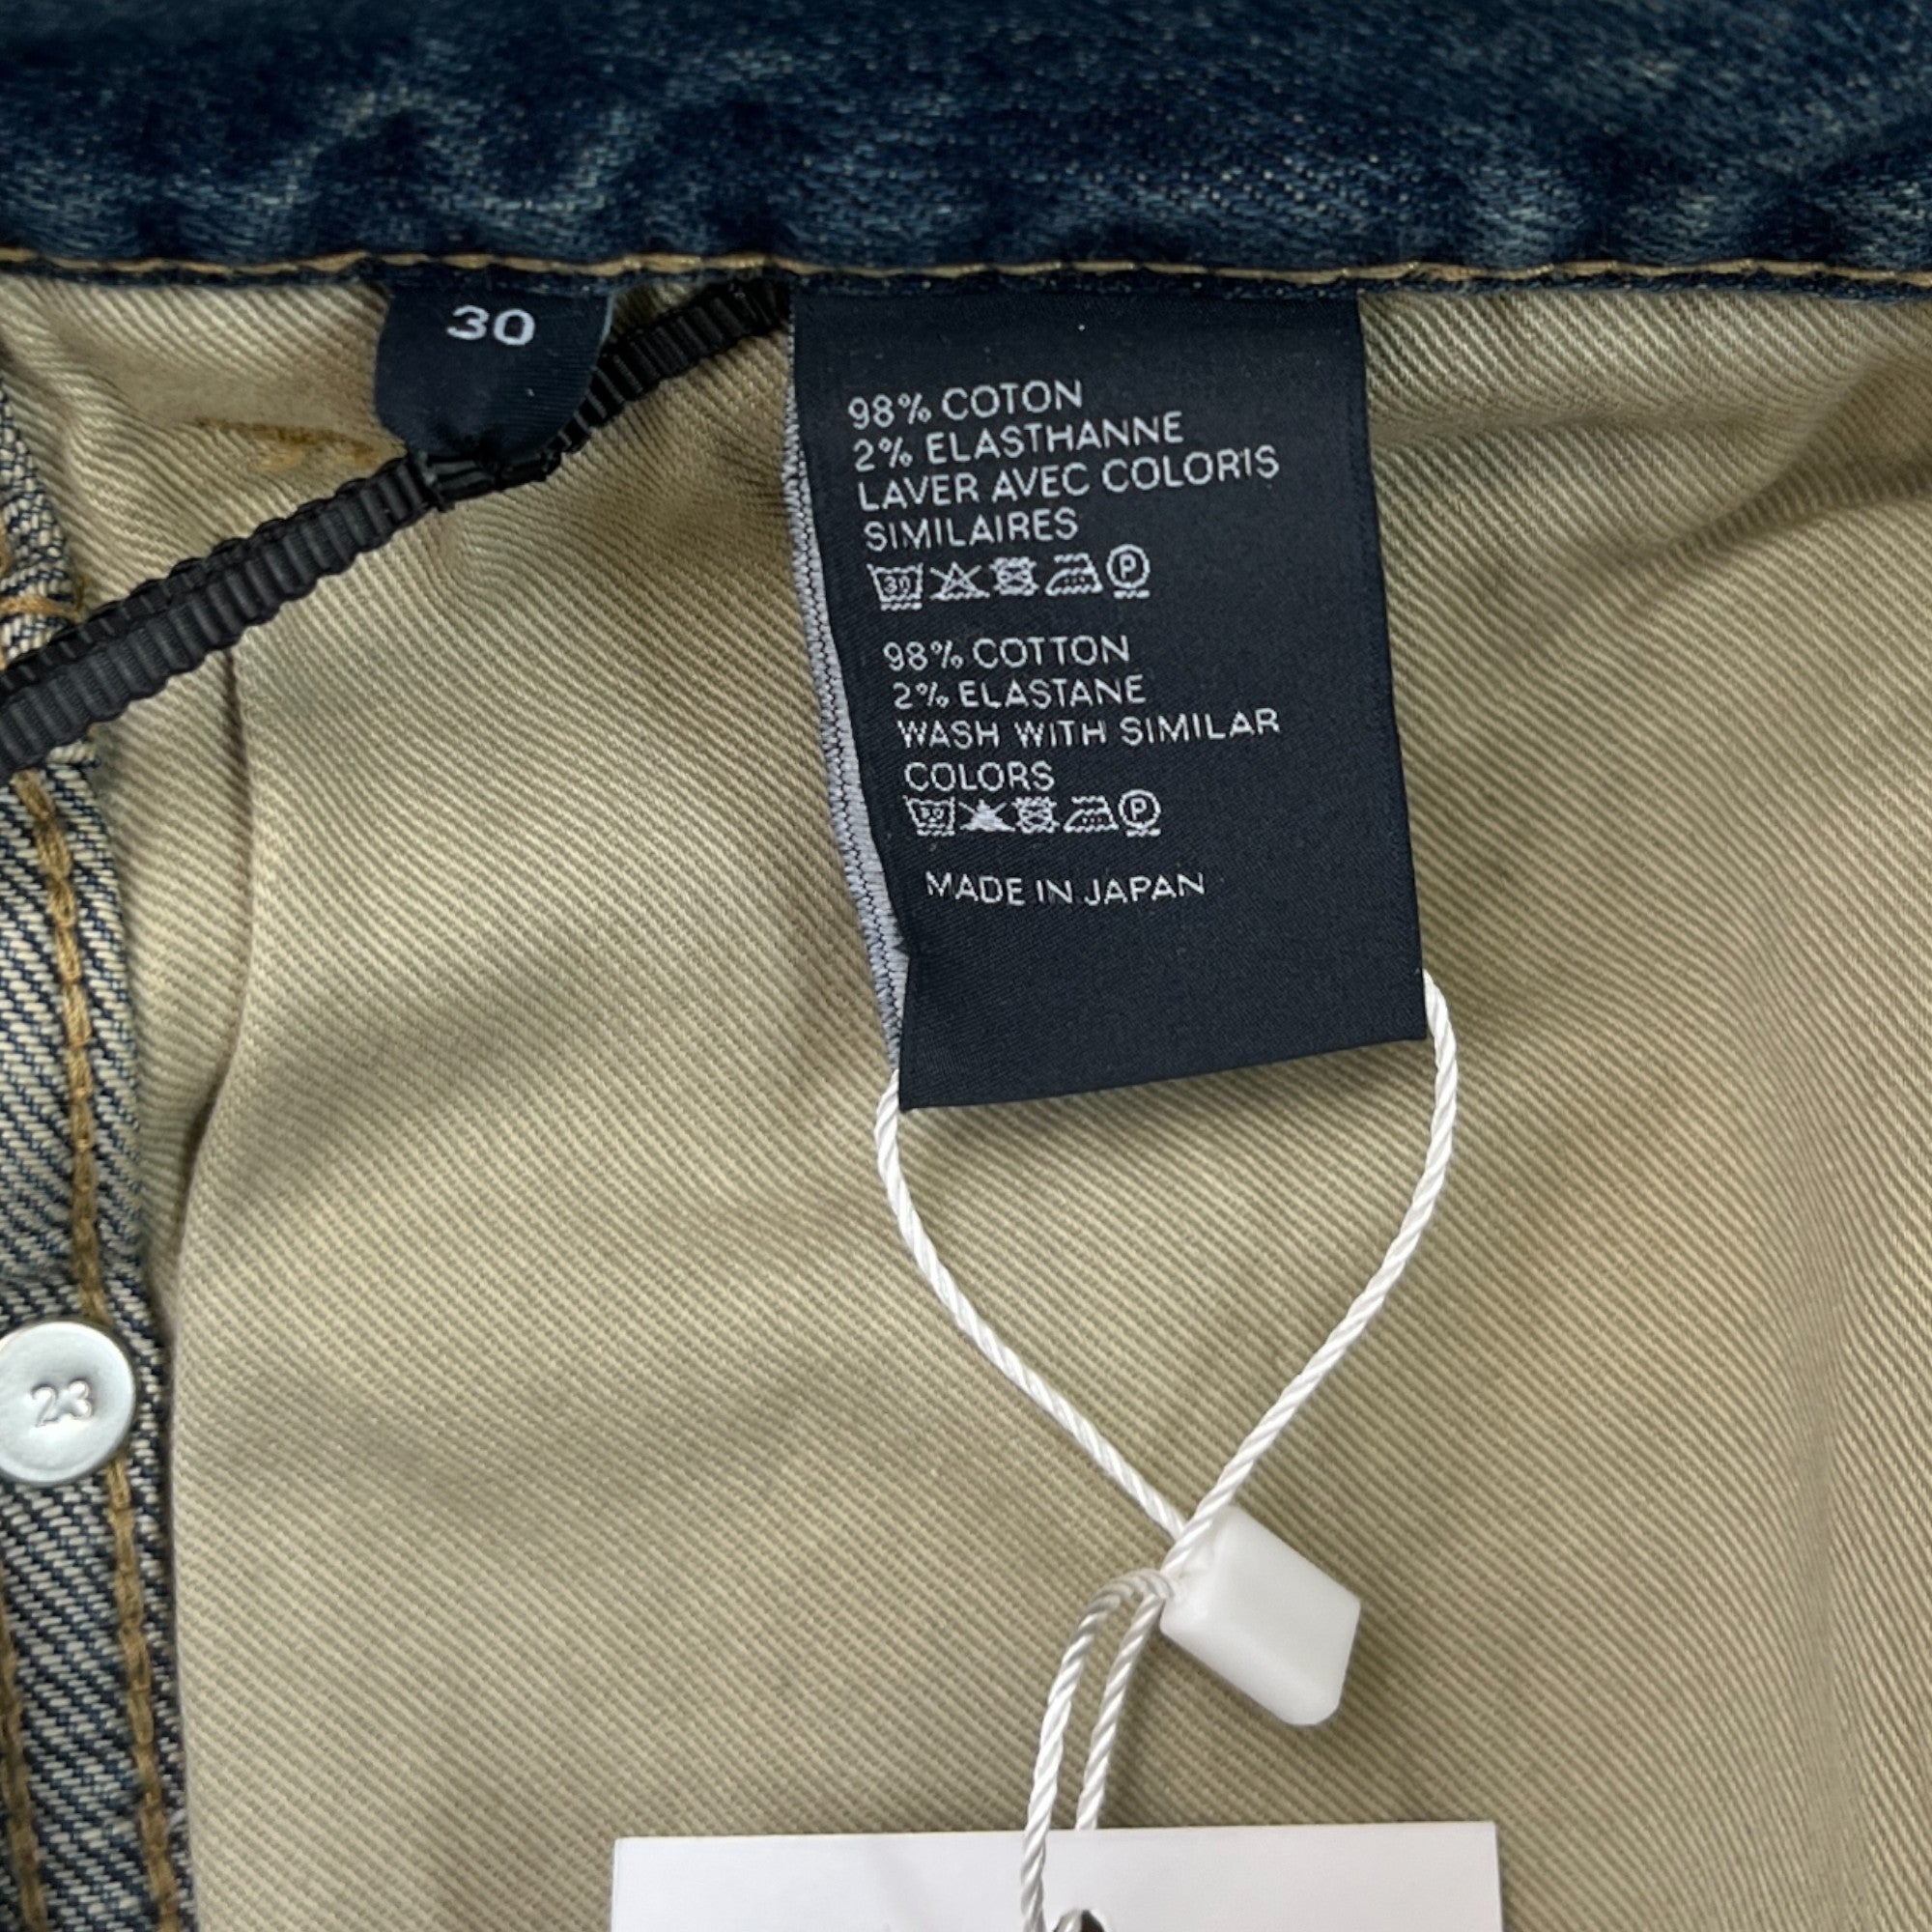 30
98% COTON
2% ELASTHANNE
LAVER AVEC COLORIS
SIMILAIRES
30
P
98% COTTON
2% ELASTANE
WASH WITH SIMILAR
COLORS
P
MADE IN JAPAN
23